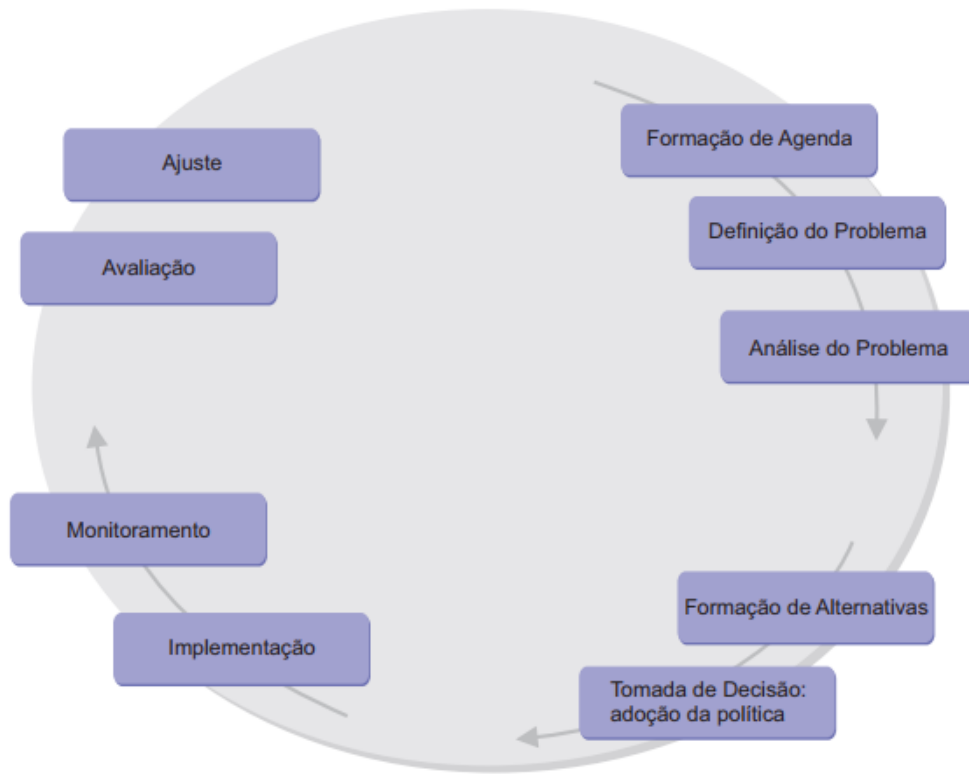 Formação de Agenda
Definição do Problema
Análise do Problema
Formação de Alternativas
Tomada de Decisão:
adoção da política
Implementação
Monitoramento
Avaliação
Ajuste